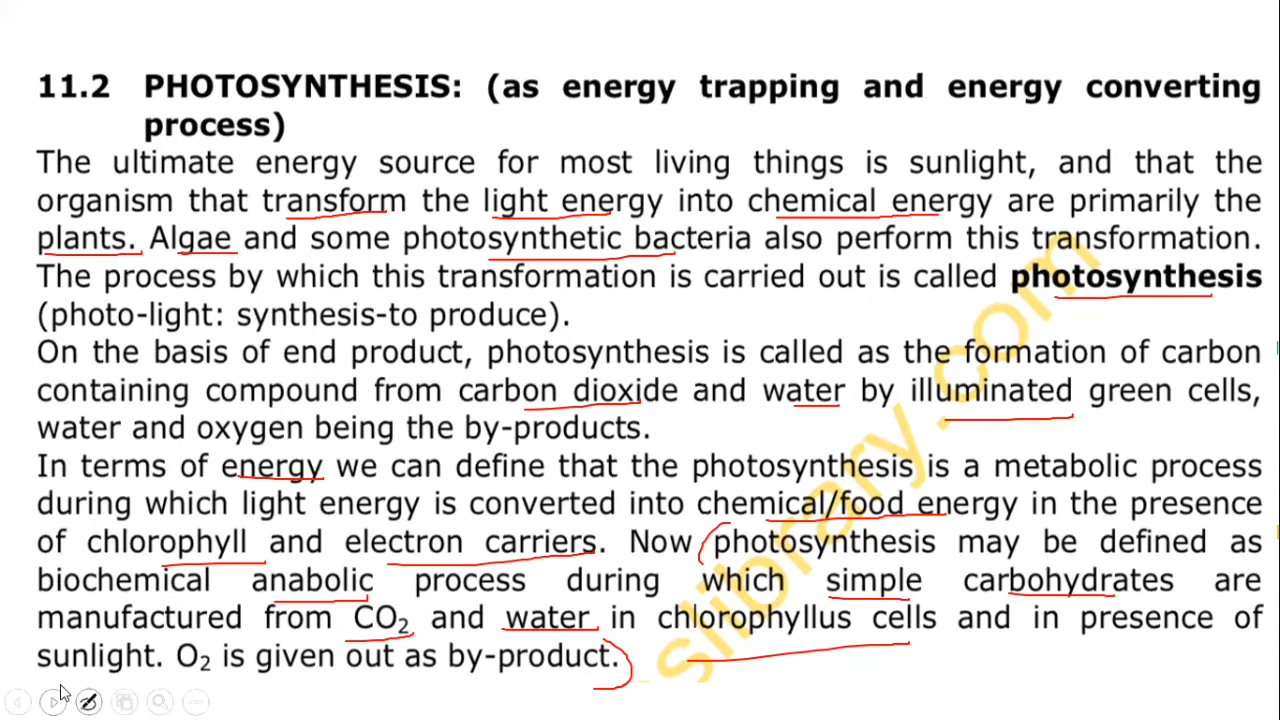 11.2 PHOTOSYNTHESIS: (as energy trapping and energy converting
process)
The ultimate energy source for most living things is sunlight, and that the
organism that transform the light energy into chemical energy are primarily the
plants. Algae and some photosynthetic bacteria also perform this transformation.
The process by which this transformation is carried out is called photosynthesis
(photo-light: synthesis-to produce).
On the basis of end product, photosynthesis is called as the formation of carbon
containing compound from carbon dioxide and water by illuminated green cells,
water and oxygen being the by-products.
In terms of energy we can define that the photosynthesis is a metabolic process
during which light energy is converted into chemical/food energy in the presence
of chlorophyll and electron carriers. Now photosynthesis may be defined as
biochemical anabolic process during which simple carbohydrates are
manufactured from CO₂ and water in chlorophyllus cells and in presence of
sunlight. O₂ is given out as by-product.
slibrary.com